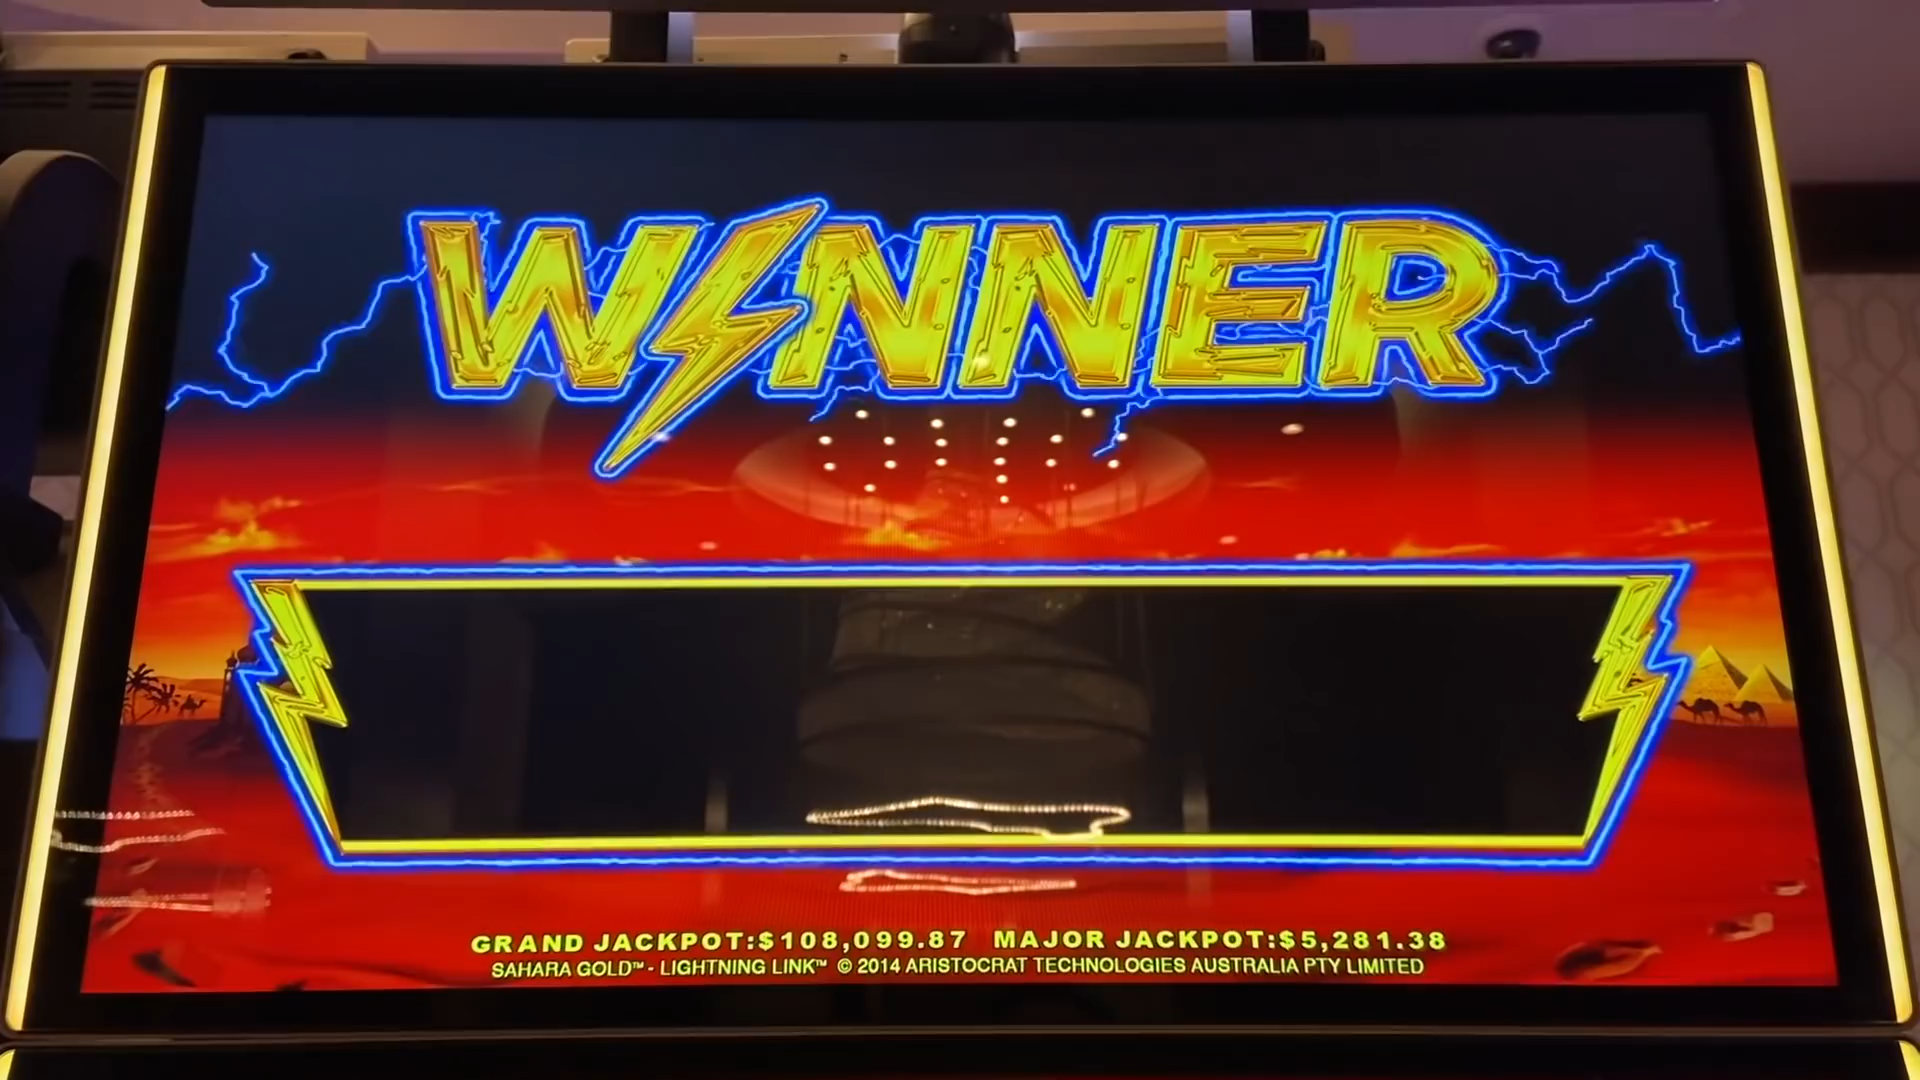 WINNER
GRAND JACKPOT:$108,099.87 MAJOR JACKPOT:$5,281.38
SAHARA GOLD™ - LIGHTNING LINK™ © 2014 ARISTOCRAT TECHNOLOGIES AUSTRALIA PTY LIMITED